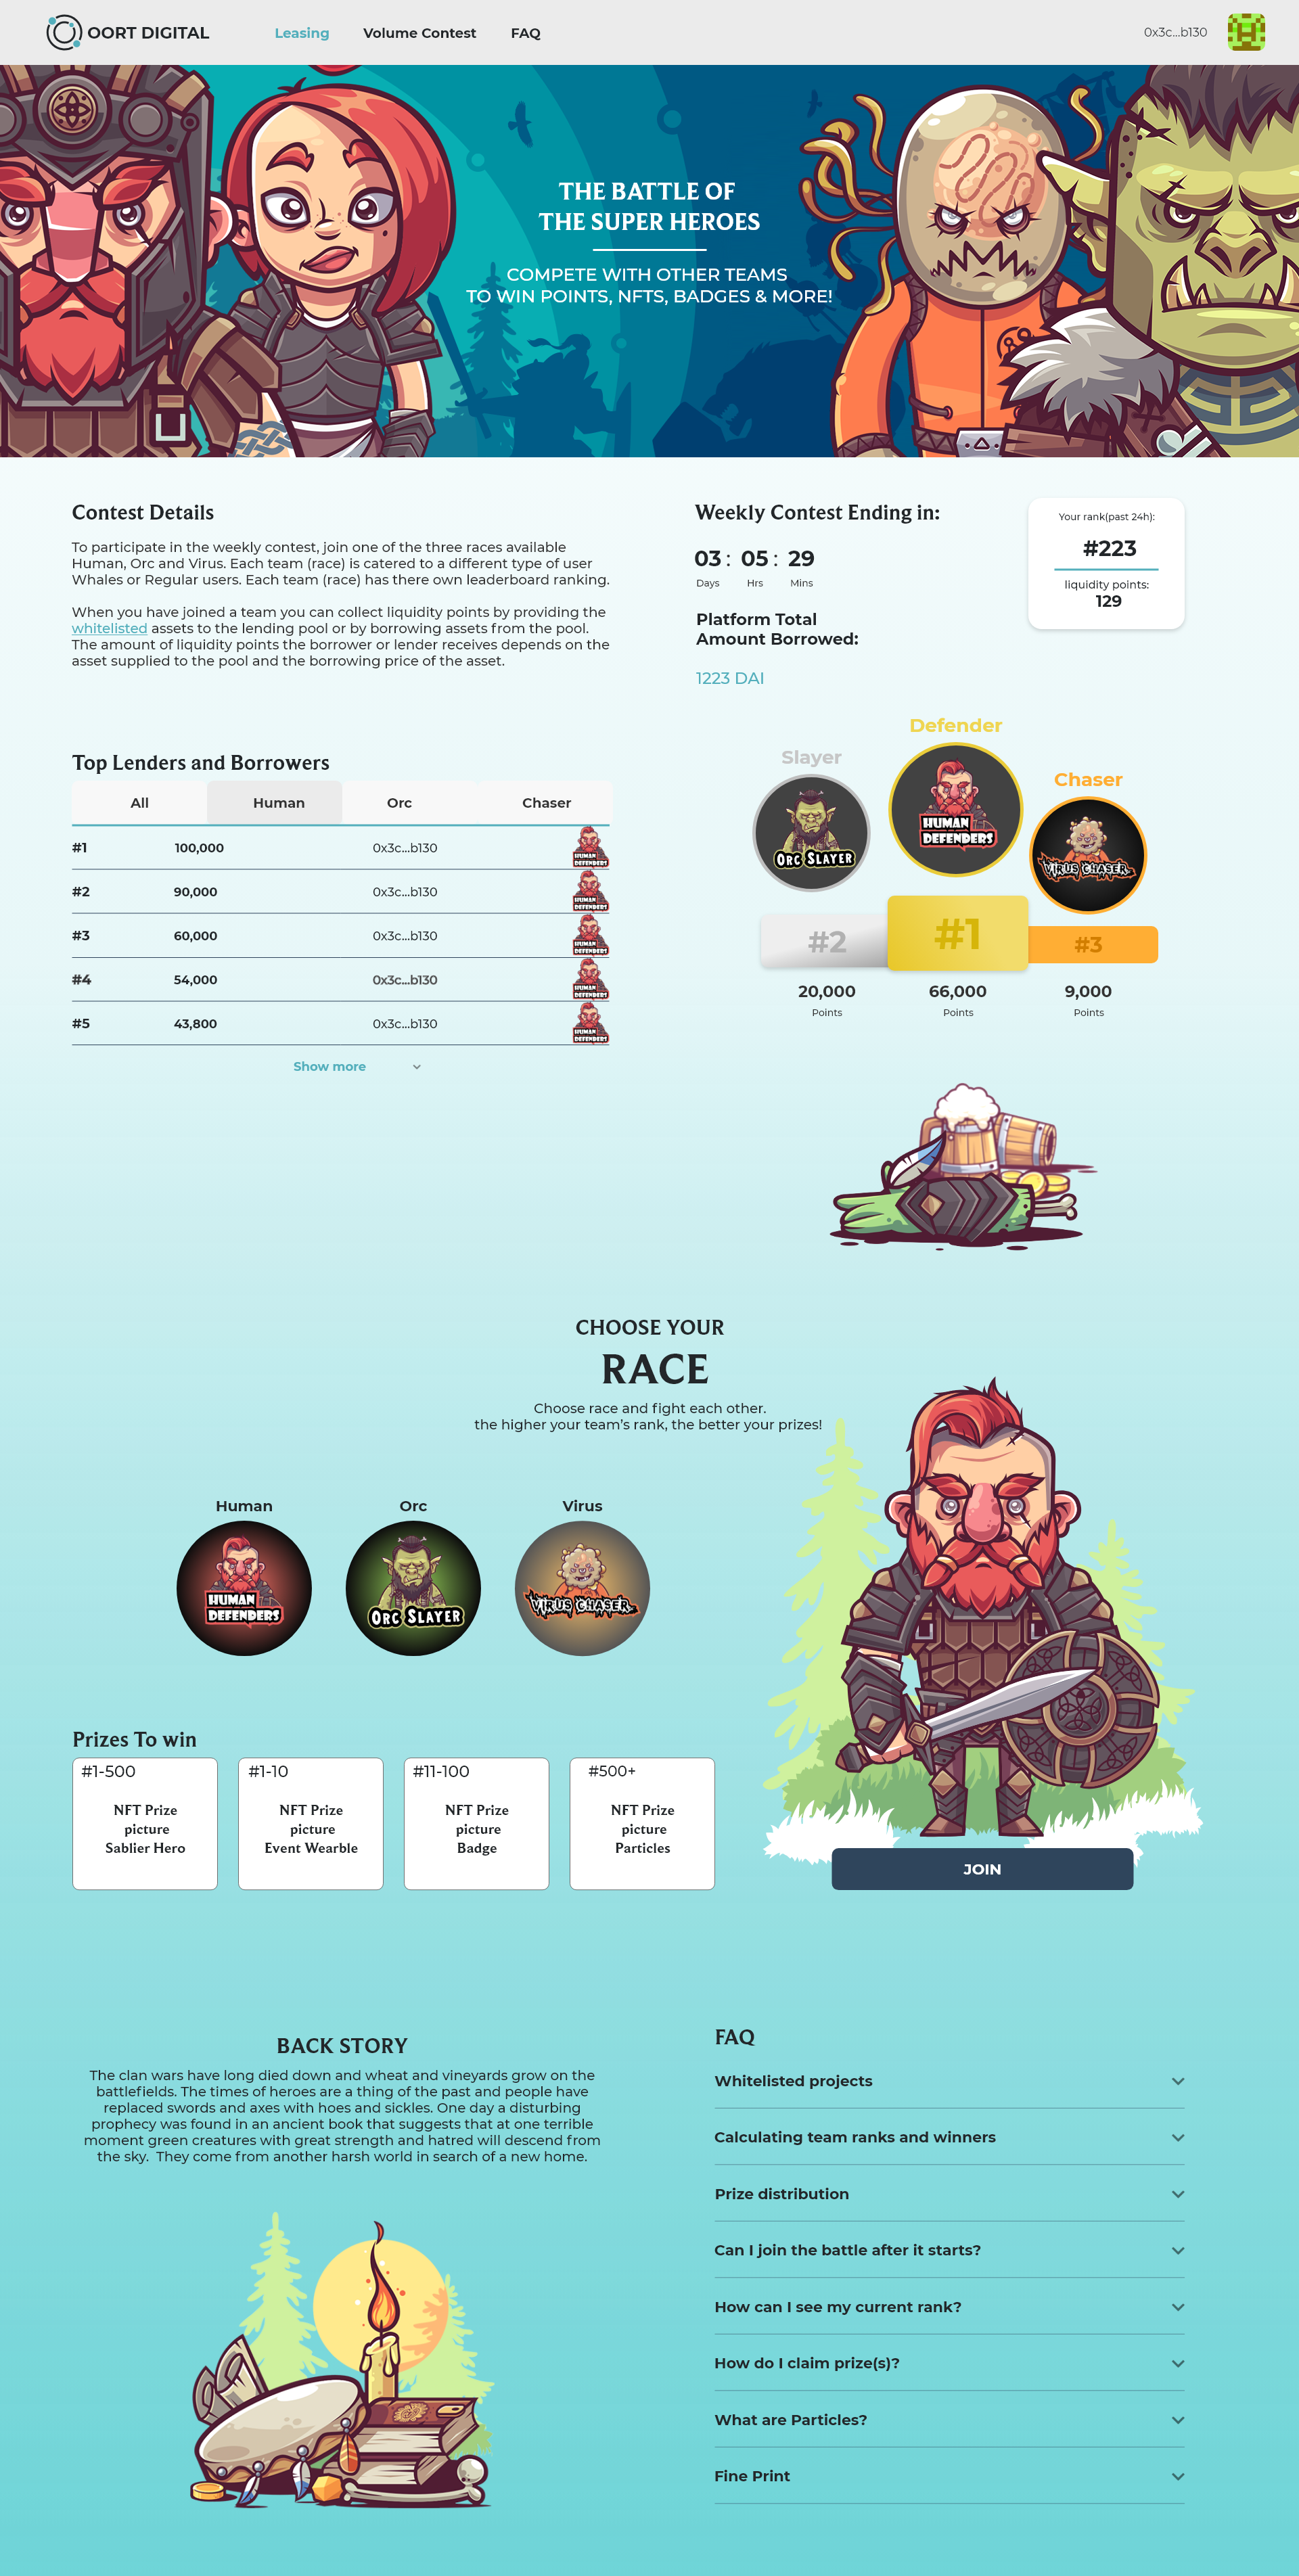 OORT DIGITAL
Leasing
Volume Contest
FAQ
0x3c...b130
THE BATTLE OF
THE SUPER HEROES
COMPETE WITH OTHER TEAMS
TO WIN POINTS, NFTS, BADGES & MORE!
Contest Details
To participate in the weekly contest, join one of the three races available
Human, Orc and Virus. Each team (race) is catered to a different type of user
Whales or Regular users. Each team (race) has there own leaderboard ranking.
When you have joined a team you can collect liquidity points by providing the
whitelisted assets to the lending pool or by borrowing assets from the pool.
The amount of liquidity points the borrower or lender receives depends on the
asset supplied to the pool and the borrowing price of the asset.
Weekly Contest Ending in:
03 : 05 : 29
Days Hrs Mins
Platform Total
Amount Borrowed:
1223 DAI
Your rank(past 24h):
#223
liquidity points:
129
Top Lenders and Borrowers
All Human Orc Chaser
#1 100,000 0x3c...b130 HUMAN DEFENDERS
#2 90,000 0x3c...b130 HUMAN DEFENDERS
#3 60,000 0x3c...b130 HUMAN DEFENDERS
#4 54,000 0x3c...b130 HUMAN DEFENDERS
#5 43,800 0x3c...b130 HUMAN DEFENDERS
Show more
Slayer
Defender
Chaser
ORC SLAYER
HUMAN
DEFENDERS
VIRUS CHASER
#2
#1
#3
20,000
Points
66,000
Points
9,000
Points
CHOOSE YOUR
RACE
Choose race and fight each other.
the higher your team's rank, the better your prizes!
Human
Orc
Virus
HUMAN
DEFENDERS
ORC SLAYER
VIRUS CHASER
Prizes To win
#1-500
NFT Prize
picture
Sablier Hero
#1-10
NFT Prize
picture
Event Wearble
#11-100
NFT Prize
picture
Badge
#500+
NFT Prize
picture
Particles
JOIN
BACK STORY
The clan wars have long died down and wheat and vineyards grow on the
battlefields. The times of heroes are a thing of the past and people have
replaced swords and axes with hoes and sickles. One day a disturbing
prophecy was found in an ancient book that suggests that at one terrible
moment green creatures with great strength and hatred will descend from
the sky. They come from another harsh world in search of a new home.
FAQ
Whitelisted projects
Calculating team ranks and winners
Prize distribution
Can I join the battle after it starts?
How can I see my current rank?
How do I claim prize(s)?
What are Particles?
Fine Print